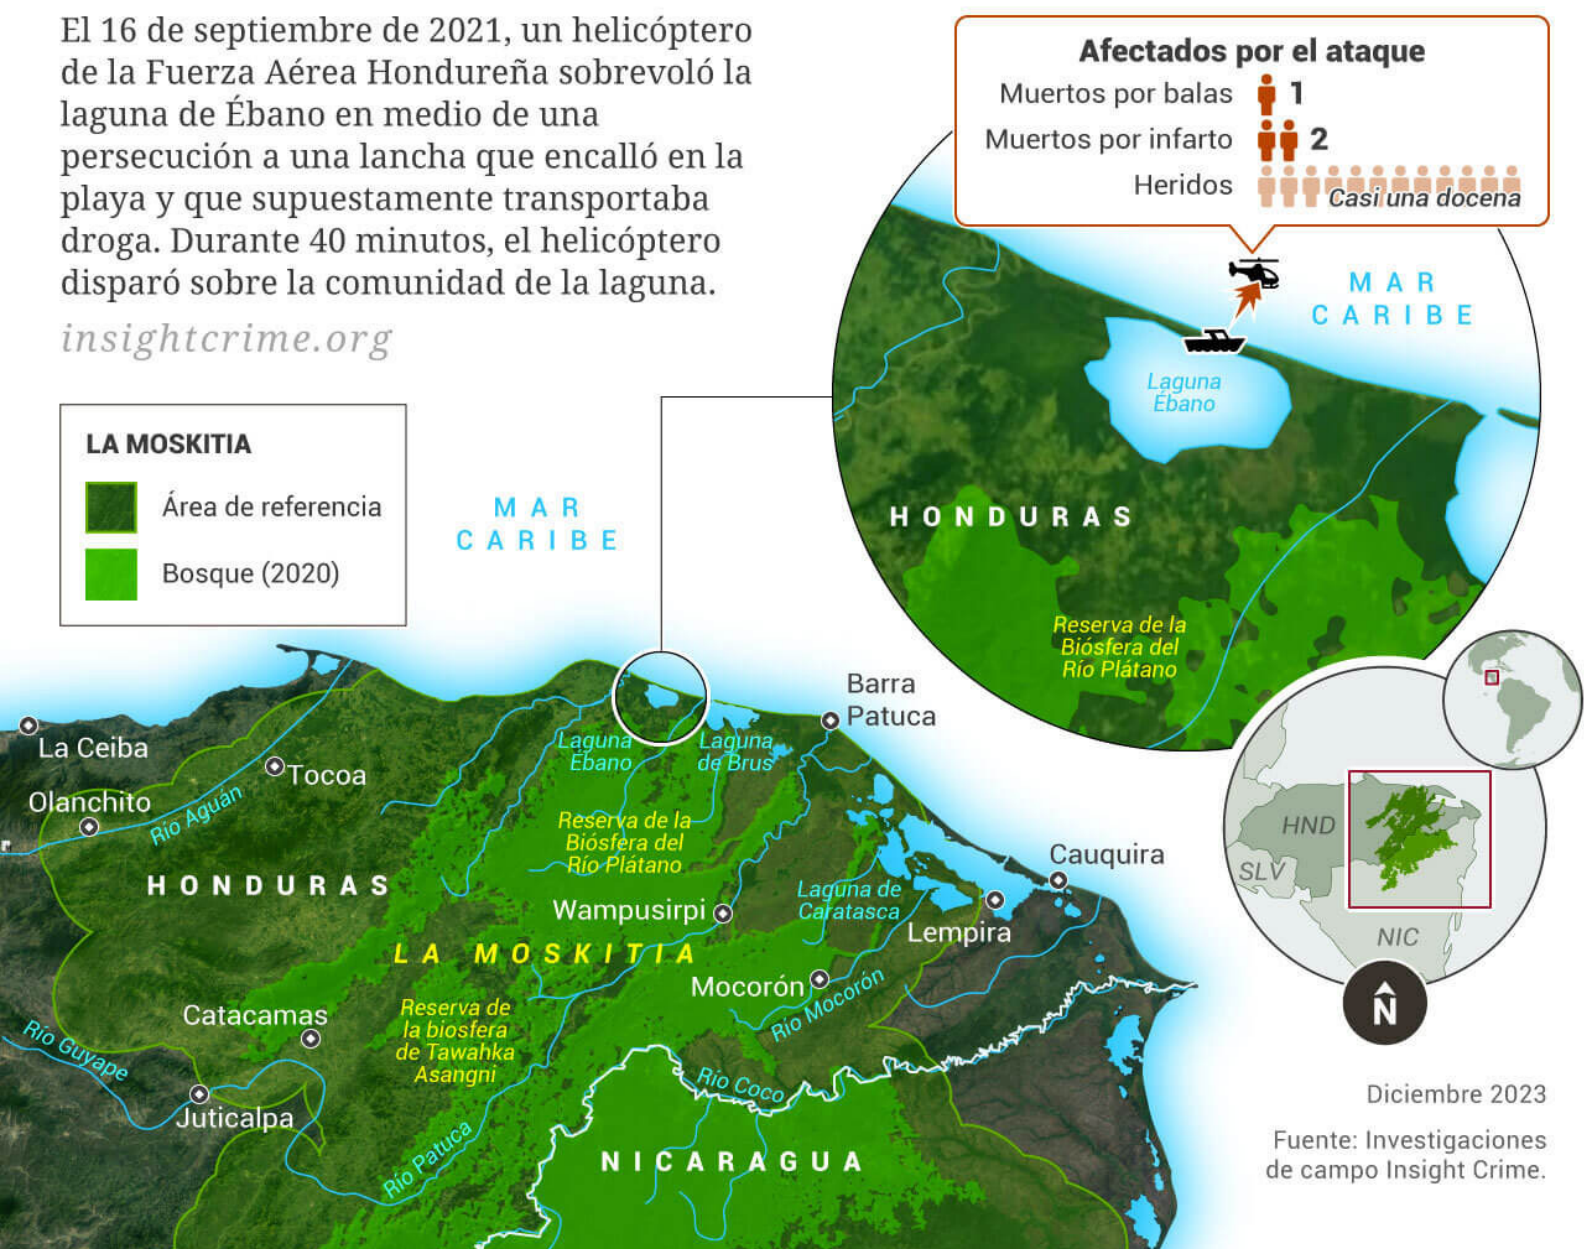 El 16 de septiembre de 2021, un helicóptero
de la Fuerza Aérea Hondureña sobrevoló la
laguna de Ébano en medio de una
persecución a una lancha que encalló en la
playa y que supuestamente transportaba
droga. Durante 40 minutos, el helicóptero
disparó sobre la comunidad de la laguna.
insightcrime.org
Afectados por el ataque
Muertos por balas 1
Muertos por infarto 2
Heridos Casi una docena
MAR
CARIBE
Laguna
Ébano
HONDURAS
Reserva de la
Biósfera del
Río Plátano
LA MOSKITIA
Área de referencia
Bosque (2020)
MAR
CARIBE
Barra
Patuca
La Ceiba
Tocoa
Olanchito
Río Aguán
Laguna
Ébano
Laguna
de Brus
Reserva de la
Biósfera del
Río Plátano
Cauquira
HONDURAS
Laguna de
Caratasca
Wampusirpi
Lempira
LA MOSKITIA
Mocorón
Río Mocorón
Catacamas
Reserva de
la biosfera
de Tawahka
Asangni
Río Guyape
Juticalpa
Río Coco
Río Patuca
NICARAGUA
HND
SLV
NIC
N
Diciembre 2023
Fuente: Investigaciones
de campo Insight Crime.